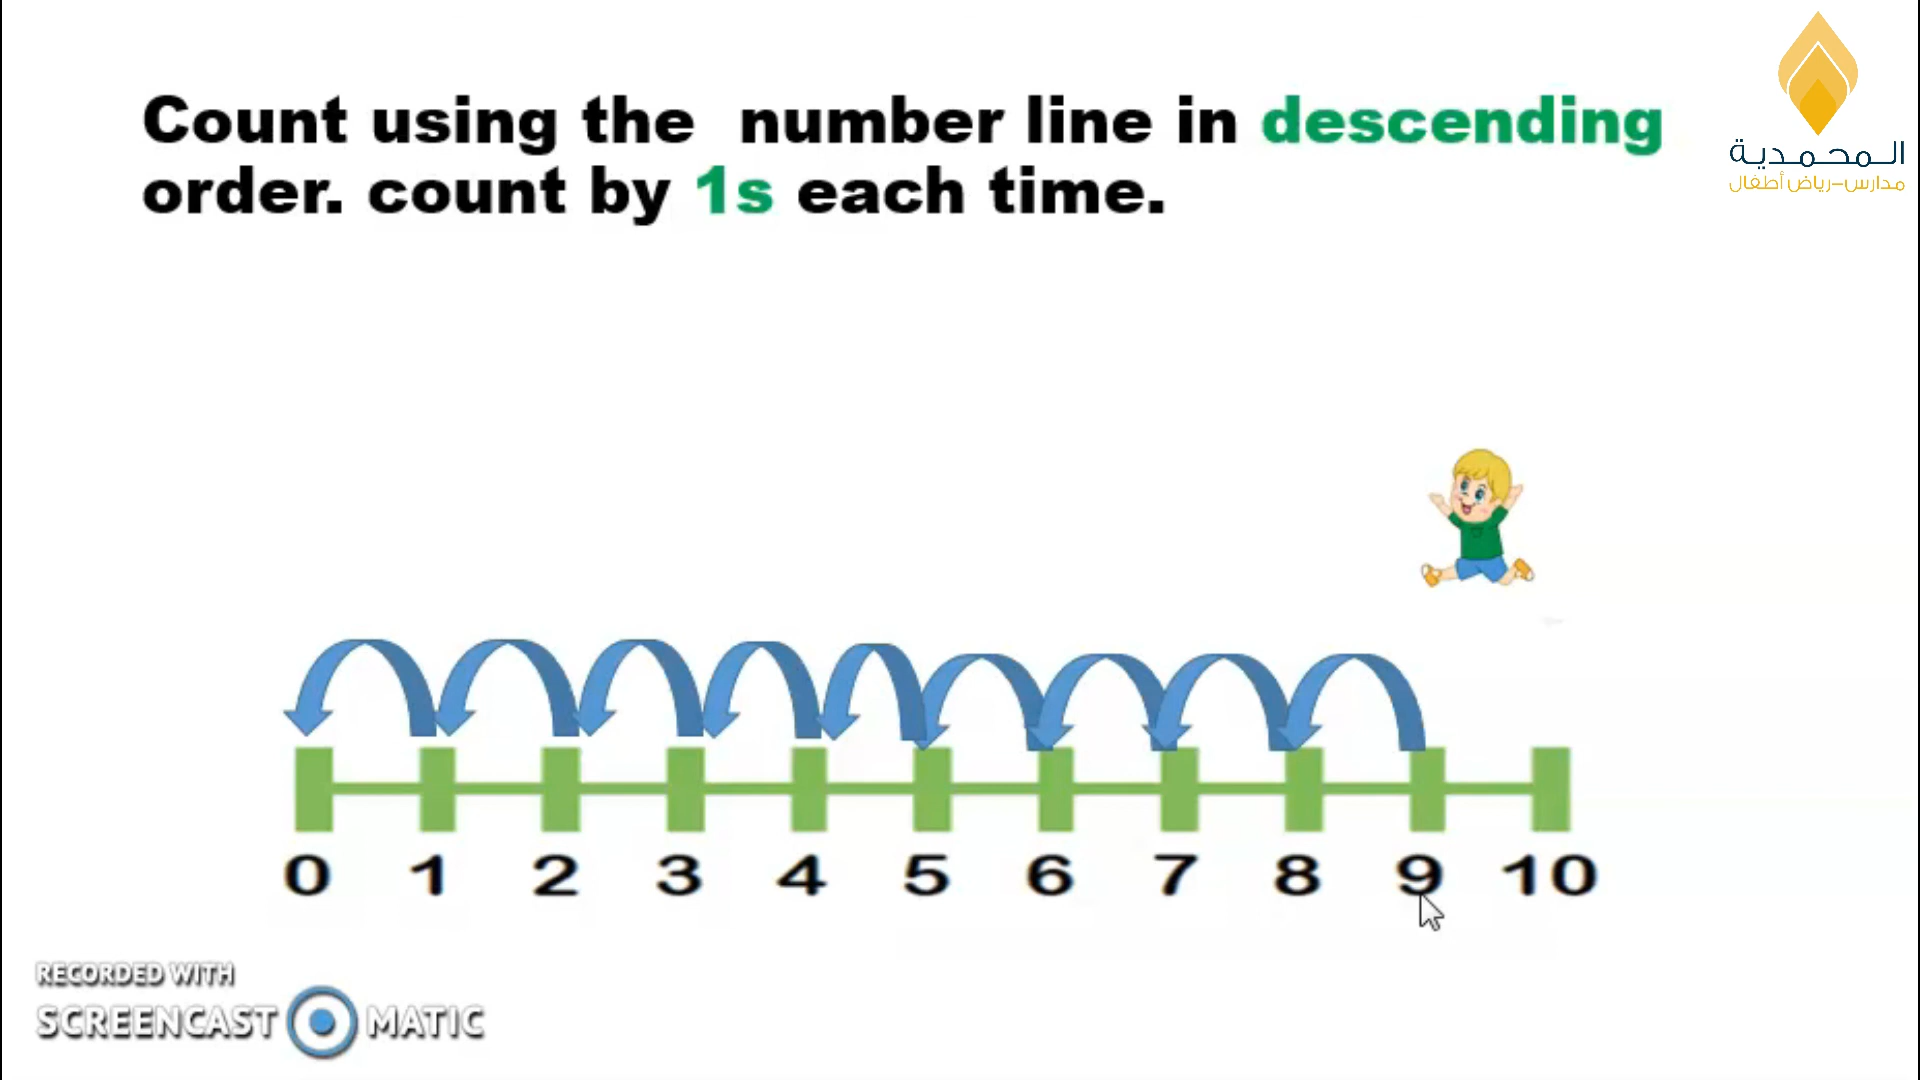 Count using the number line in descending
order. count by 1s each time.
المحمدية
مدارس-رياض أطفال
0 1 2 3 4 5 6 7 8 9 10
RECORDED WITH
SCREENCAST MATIC